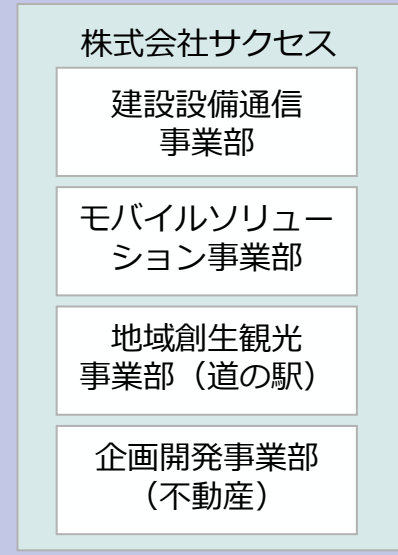 株式会社サクセス
建設設備通信
事業部
モバイルソリュー
ション事業部
地域創生観光
事業部（道の駅）
企画開発事業部
（不動産）